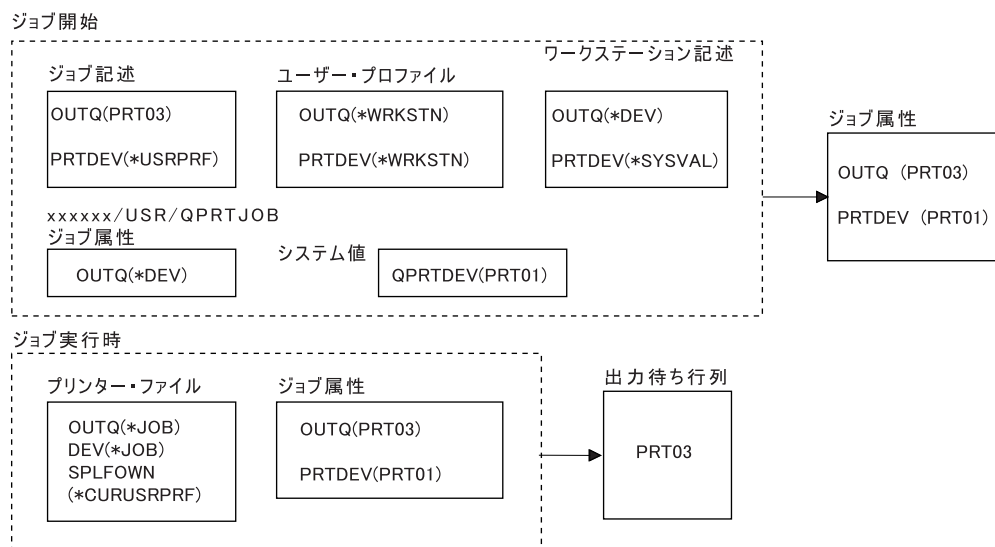 ジョブ開始
ワークステーション記述
ジョブ記述
ユーザー・プロファイル
OUTQ(PRT03)
PRTDEV(*USRPRF)
OUTQ(*WRKSTN)
PRTDEV(*WRKSTN)
OUTQ(*DEV)
PRTDEV(*SYSVAL)
ジョブ属性
OUTQ (PRT03)
PRTDEV (PRT01)
xxxxxx/USR/QPRTJOB
ジョブ属性
OUTQ(*DEV)
システム値
QPRTDEV(PRT01)
ジョブ実行時
プリンター・ファイル
OUTQ(*JOB)
DEV(*JOB)
SPLFOWN
(*CURUSRPRF)
ジョブ属性
OUTQ(PRT03)
PRTDEV(PRT01)
出力待ち行列
PRT03